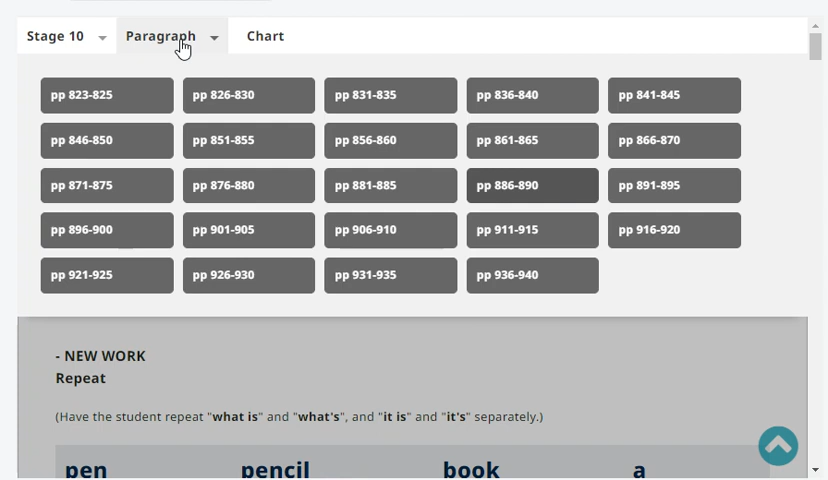 Stage 10 Paragraph Chart
pp 823-825 pp 826-830 pp 831-835 pp 836-840 pp 841-845
pp 846-850 pp 851-855 pp 856-860 pp 861-865 pp 866-870
pp 871-875 pp 876-880 pp 881-885 pp 886-890 pp 891-895
pp 896-900 pp 901-905 pp 906-910 pp 911-915 pp 916-920
pp 921-925 pp 926-930 pp 931-935 pp 936-940
- NEW WORK
Repeat
(Have the student repeat "what is" and "what's", and "it is" and "it's" separately.)
pen pencil book a